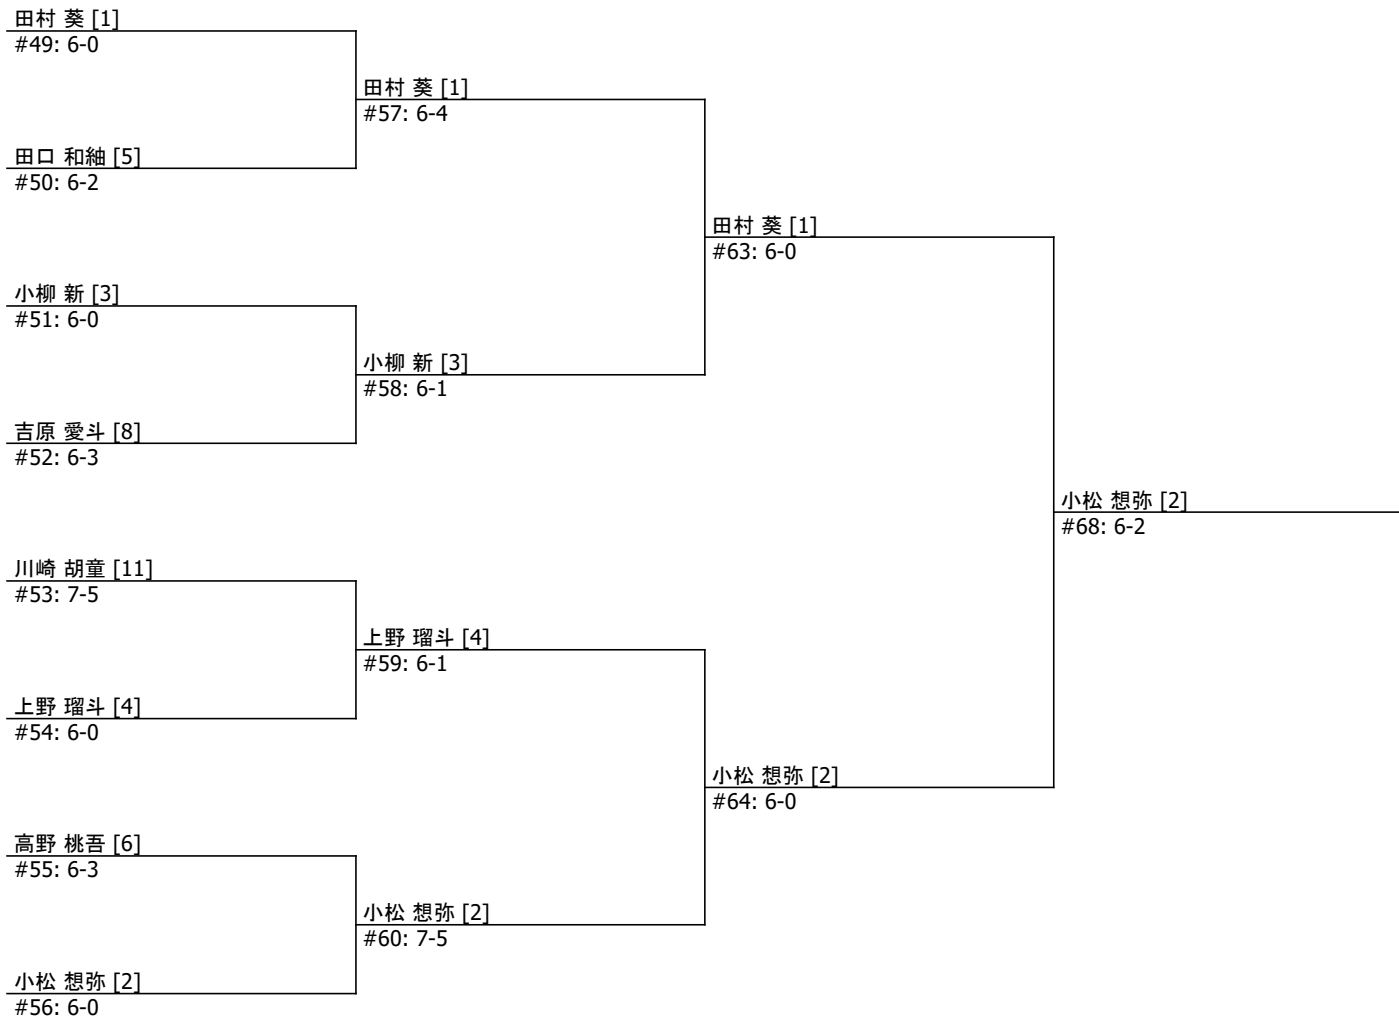 田村 葵 [1]
#49: 6-0
田口 和紬 [5]
#50: 6-2
小柳 新 [3]
#51: 6-0
吉原 愛斗 [8]
#52: 6-3
川崎 胡童 [11]
#53: 7-5
上野 瑠斗 [4]
#54: 6-0
高野 桃吾 [6]
#55: 6-3
小松 想弥 [2]
#56: 6-0
田村 葵 [1]
#57: 6-4
小柳 新 [3]
#58: 6-1
上野 瑠斗 [4]
#59: 6-1
小松 想弥 [2]
#60: 7-5
田村 葵 [1]
#63: 6-0
小松 想弥 [2]
#64: 6-0
小松 想弥 [2]
#68: 6-2